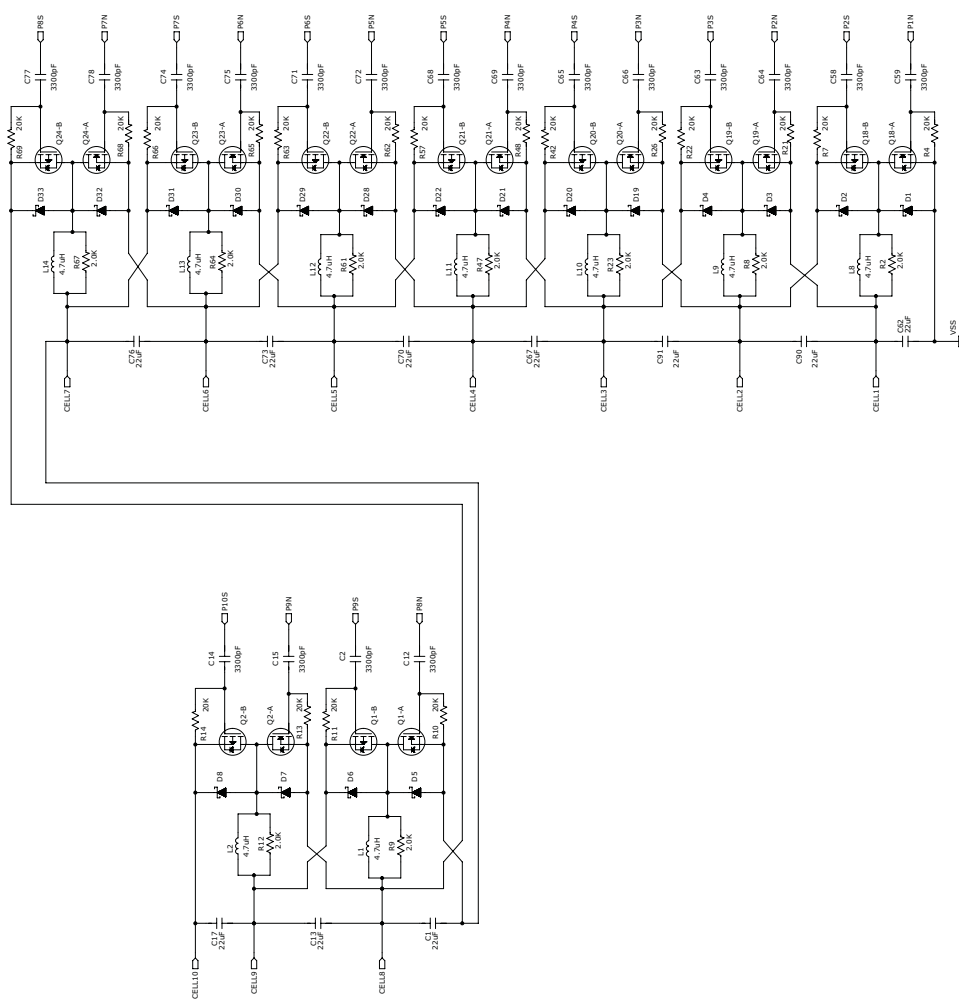 P8S
P7N
P7S
P6N
P6S
P5N
P5S
P4N
P4S
P3N
P3S
P2N
P2S
P1N
C77
3300pF
C78
3300pF
C74
3300pF
C75
3300pF
C71
3300pF
C72
3300pF
C68
3300pF
C69
3300pF
C65
3300pF
C66
3300pF
C63
3300pF
C64
3300pF
C58
3300pF
C59
3300pF
R69
20K
Q24-B
Q24-A
20K
R68
R66
20K
Q23-B
Q23-A
20K
R65
R63
20K
Q22-B
Q22-A
20K
R62
R57
20K
Q21-B
Q21-A
20K
R48
R42
20K
Q20-B
Q20-A
20K
R26
R22
20K
Q19-B
Q19-A
20K
R21
R7
20K
Q18-B
Q18-A
20K
R4
D33
D32
D31
D30
D29
D28
D22
D21
D20
D19
D4
D3
D2
D1
L14
4.7uH
R67
2.0K
L13
4.7uH
R64
2.0K
L12
4.7uH
R61
2.0K
L11
4.7uH
R47
2.0K
L10
4.7uH
R23
2.0K
L9
4.7uH
R8
2.0K
L8
4.7uH
R2
2.0K
C76
22uF
C73
22uF
C70
22uF
C67
22uF
C91
22uF
C90
22uF
C62
22uF
VSS
CELL7
CELL6
CELL5
CELL4
CELL3
CELL2
CELL1
P10S
P9N
P9S
P8N
C14
3300pF
C15
3300pF
C2
3300pF
C12
3300pF
R14
20K
Q2-B
Q2-A
20K
R13
R11
20K
Q1-B
Q1-A
20K
R10
D8
D7
D6
D5
L2
4.7uH
R12
2.0K
L1
4.7uH
R9
2.0K
C17
22uF
C13
22uF
C1
22uF
CELL10
CELL9
CELL8